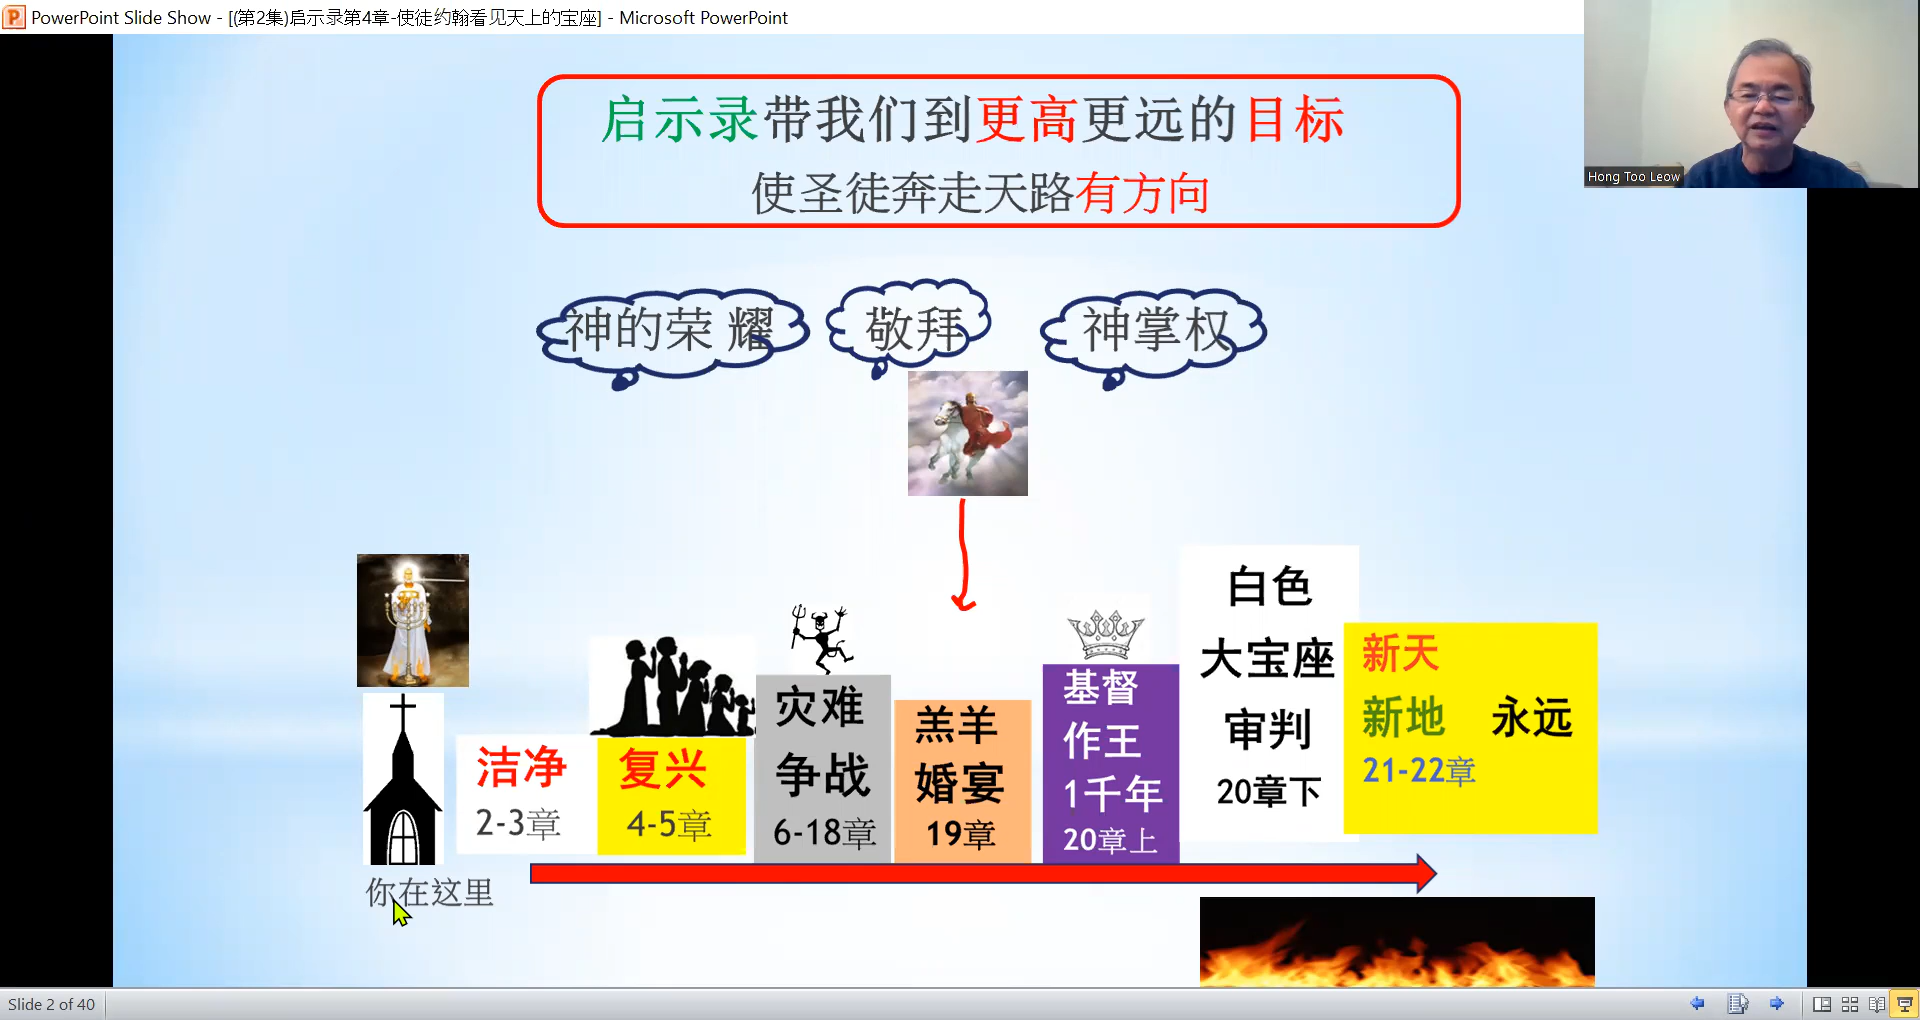 PowerPoint Slide Show - [(第2集)启示录第4章-使徒约翰看见天上的宝座] - Microsoft PowerPoint
Hong Too Leow
启示录带我们到更高更远的目标
使圣徒奔走天路有方向
神的荣 耀
敬拜
神掌权
你在这里
洁净
2-3章
复兴
4-5章
灾难
争战
6-18章
羔羊
婚宴
19章
基督
作王
1千年
20章上
白色
大宝座
审判
20章下
新天
新地 永远
21-22章
Slide 2 of 40